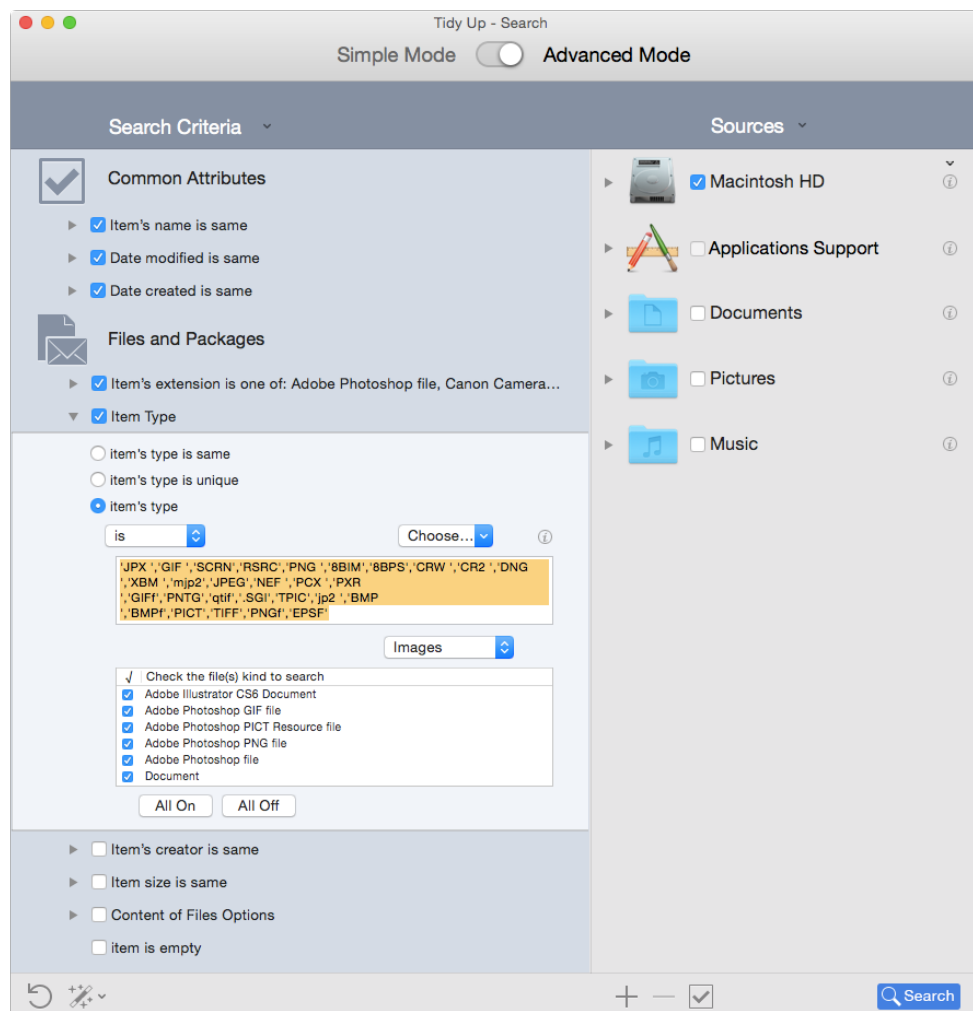 Tidy Up - Search
Simple Mode Advanced Mode
Search Criteria
Sources
Common Attributes
Item's name is same
Date modified is same
Date created is same
Files and Packages
Item's extension is one of: Adobe Photoshop file, Canon Camera...
Item Type
item's type is same
item's type is unique
item's type
is
Choose...
'JPX ','GIF ','SCRN','RSRC','PNG ','8BIM','8BPS','CRW ','CR2 ','DNG
','XBM ','mjp2','JPEG','NEF ','PCX ','PXR
','GIFf','PNTG','qtif','.SGI','TPIC','jp2 ','BMP
','BMPf','PICT','TIFF','PNGf','EPSF'
Images
√ Check the file(s) kind to search
Adobe Illustrator CS6 Document
Adobe Photoshop GIF file
Adobe Photoshop PICT Resource file
Adobe Photoshop PNG file
Adobe Photoshop file
Document
All On All Off
Item's creator is same
Item size is same
Content of Files Options
item is empty
Macintosh HD
Applications Support
Documents
Pictures
Music
Search